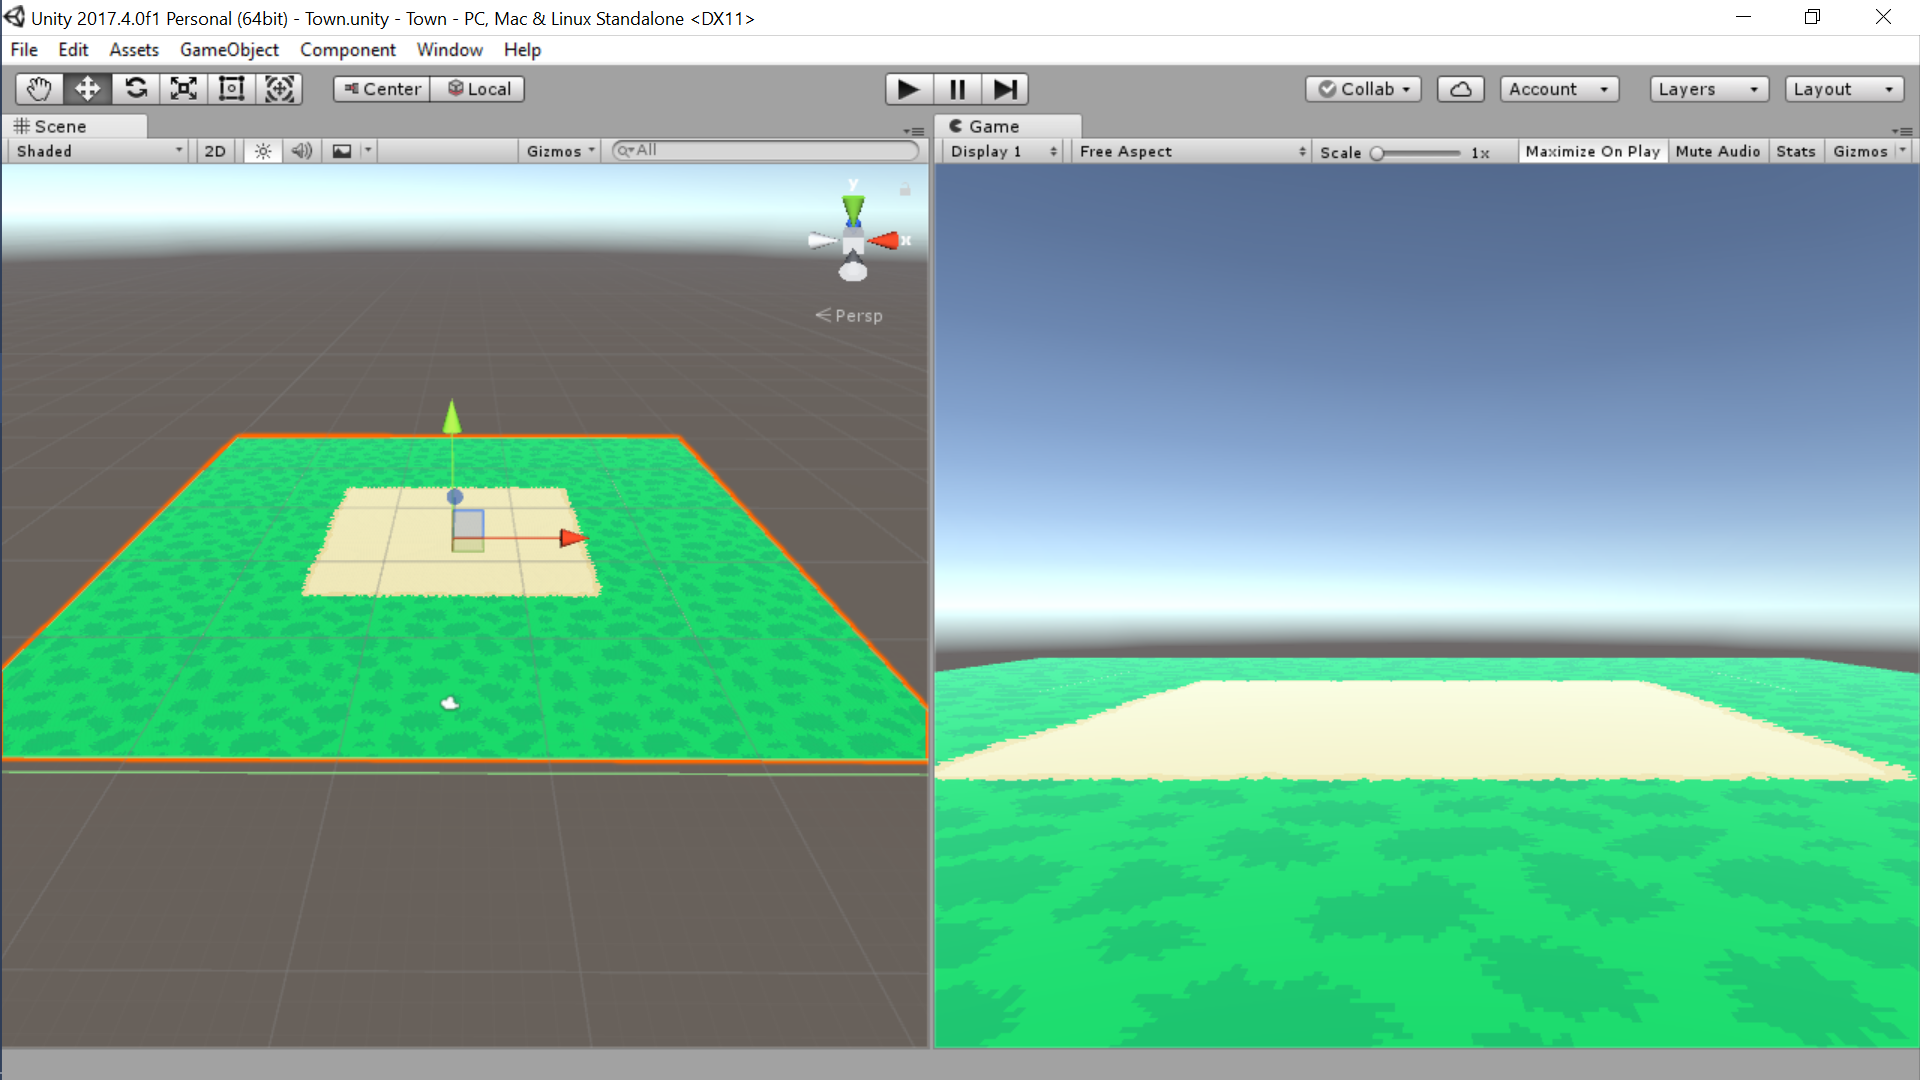 Unity 2017.4.0f1 Personal (64bit) - Town.unity - Town - PC, Mac & Linux Standalone <DX11>
File Edit Assets GameObject Component Window Help
Center Local Collab Account Layers Layout
Scene Game
Shaded 2D Gizmos All Display 1 Free Aspect Scale 1x Maximize On Play Mute Audio Stats Gizmos
y
x
Persp